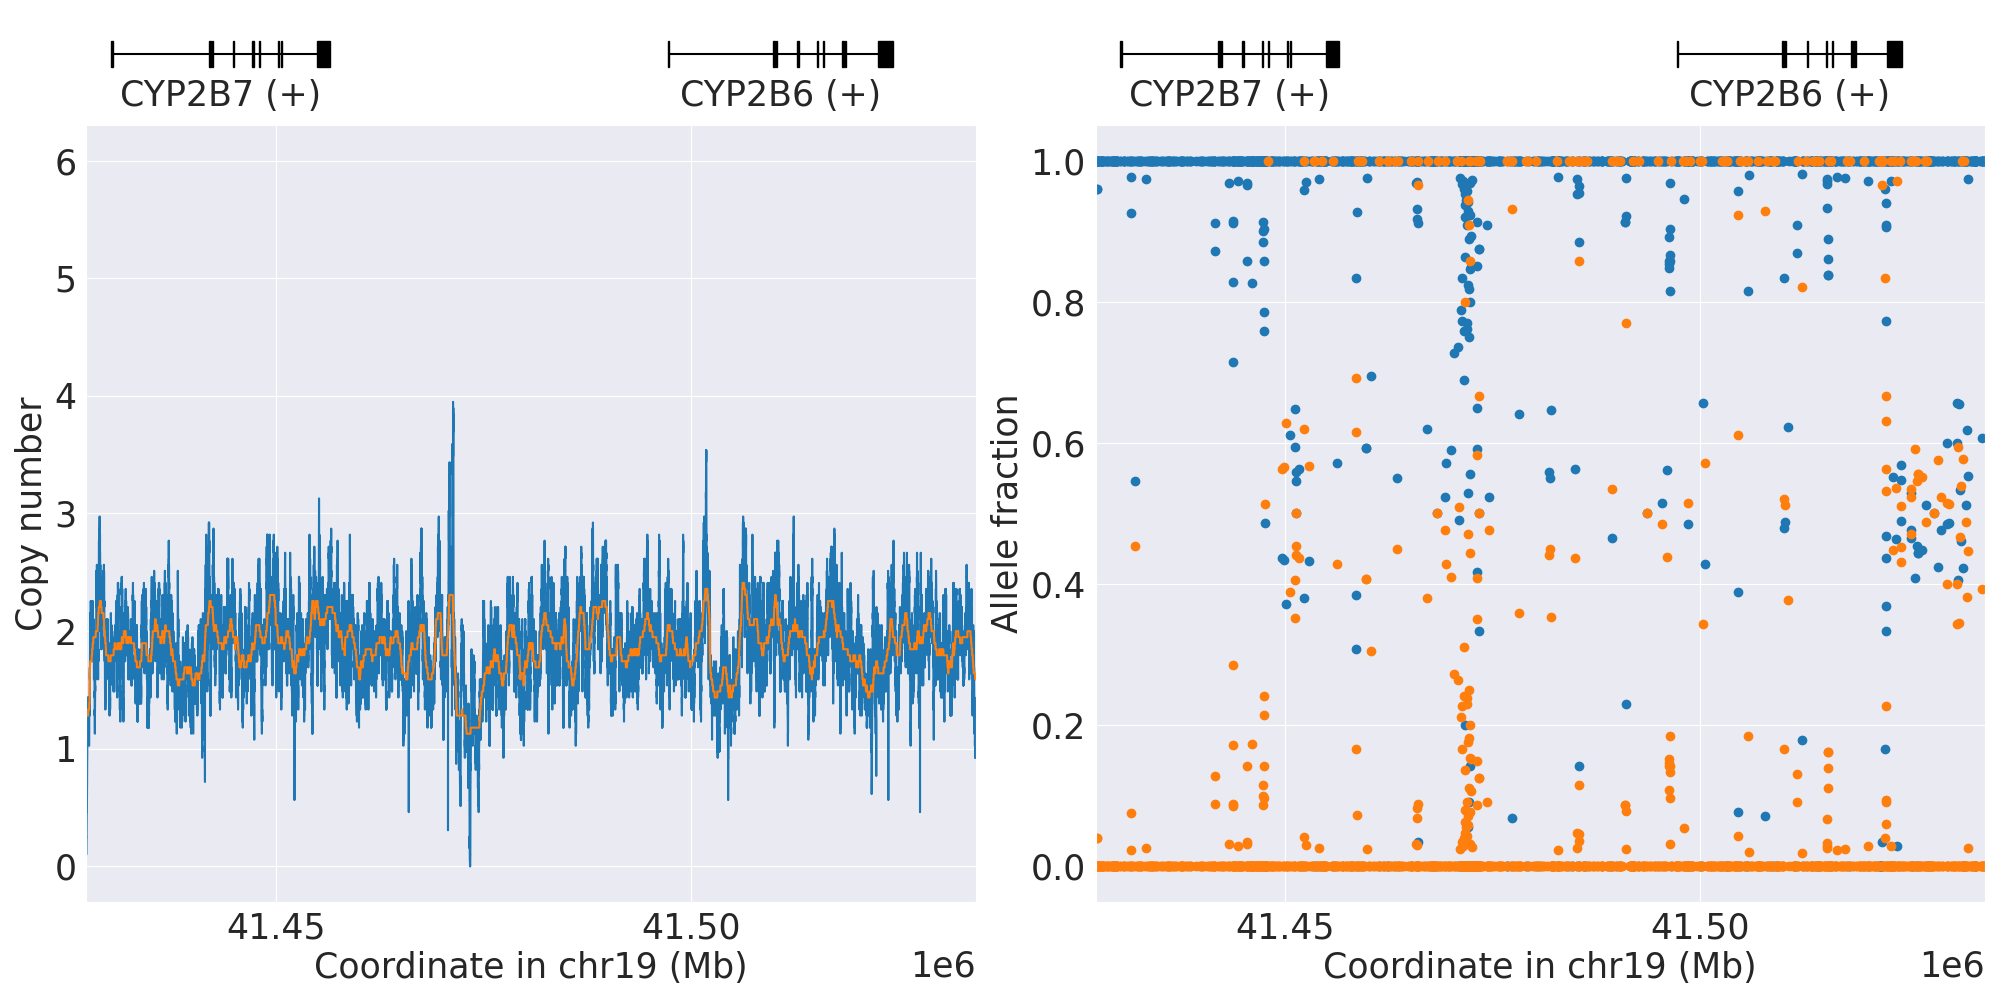 CYP2B7 (+)
CYP2B6 (+)
6
5
4
3
2
1
0
Copy number
41.45
41.50
Coordinate in chr19 (Mb)
1e6
CYP2B7 (+)
CYP2B6 (+)
1.0
0.8
0.6
0.4
0.2
0.0
Allele fraction
41.45
41.50
Coordinate in chr19 (Mb)
1e6